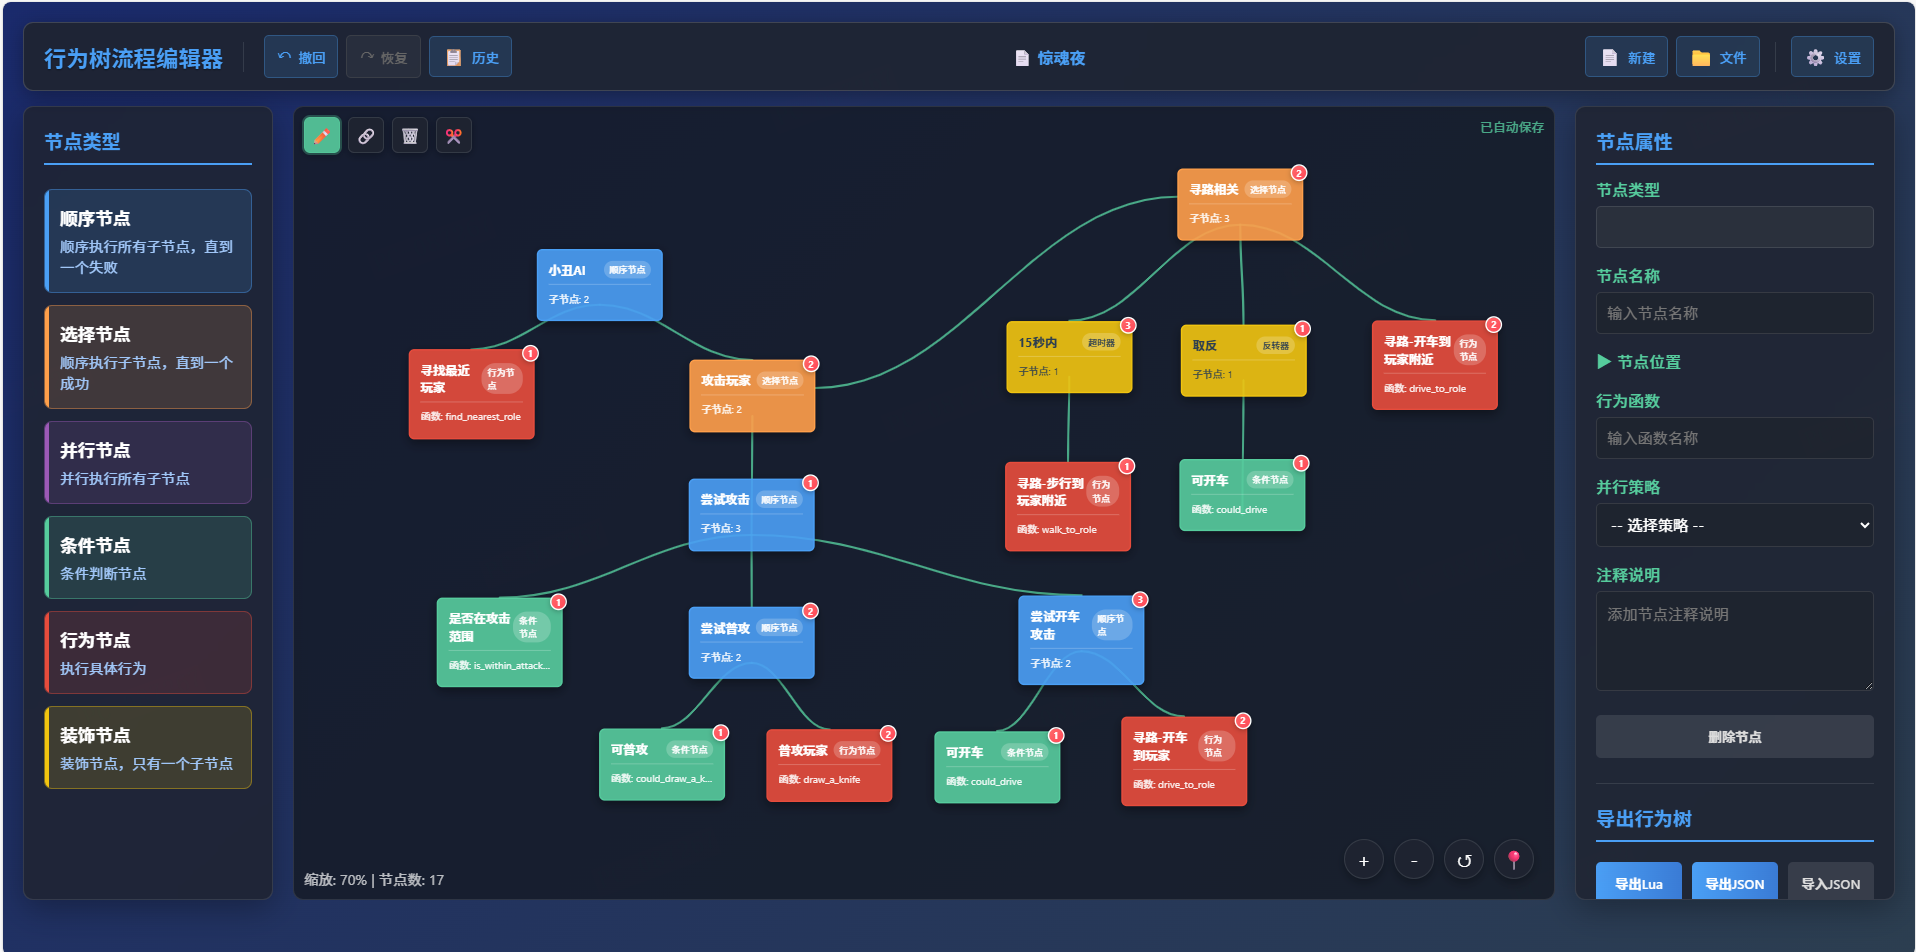 行为树流程编辑器
撤回
恢复
历史
惊魂夜
新建
文件
设置
节点类型
顺序节点
顺序执行所有子节点，直到
一个失败
选择节点
顺序执行子节点，直到一个
成功
并行节点
并行执行所有子节点
条件节点
条件判断节点
行为节点
执行具体行为
装饰节点
装饰节点，只有一个子节点
已自动保存
寻路相关 选择节点
2
子节点: 3
小丑AI 顺序节点
子节点: 2
寻找最近
玩家
行为节
点
1
函数: find_nearest_role
攻击玩家 选择节点
2
子节点: 2
15秒内 超时器
3
子节点: 1
取反 反转器
1
子节点: 1
寻路-开车到
玩家附近
行为
节点
2
函数: drive_to_role
尝试攻击 顺序节点
1
子节点: 3
寻路-步行到
玩家附近
行为
节点
1
函数: walk_to_role
可开车 条件节点
1
函数: could_drive
是否在攻击
范围
条件
节点
1
函数: is_within_attack...
尝试普攻 顺序节点
2
子节点: 2
尝试开车
攻击
顺序节
点
3
子节点: 2
可普攻 条件节点
1
函数: could_draw_a_k...
普攻玩家 行为节点
2
函数: draw_a_knife
可开车 条件节点
1
函数: could_drive
寻路-开车
到玩家
行为
节点
2
函数: drive_to_role
缩放: 70% | 节点数: 17
+
-
↺
节点属性
节点类型
节点名称
输入节点名称
▶ 节点位置
行为函数
输入函数名称
并行策略
-- 选择策略 --
注释说明
添加节点注释说明
删除节点
导出行为树
导出Lua
导出JSON
导入JSON